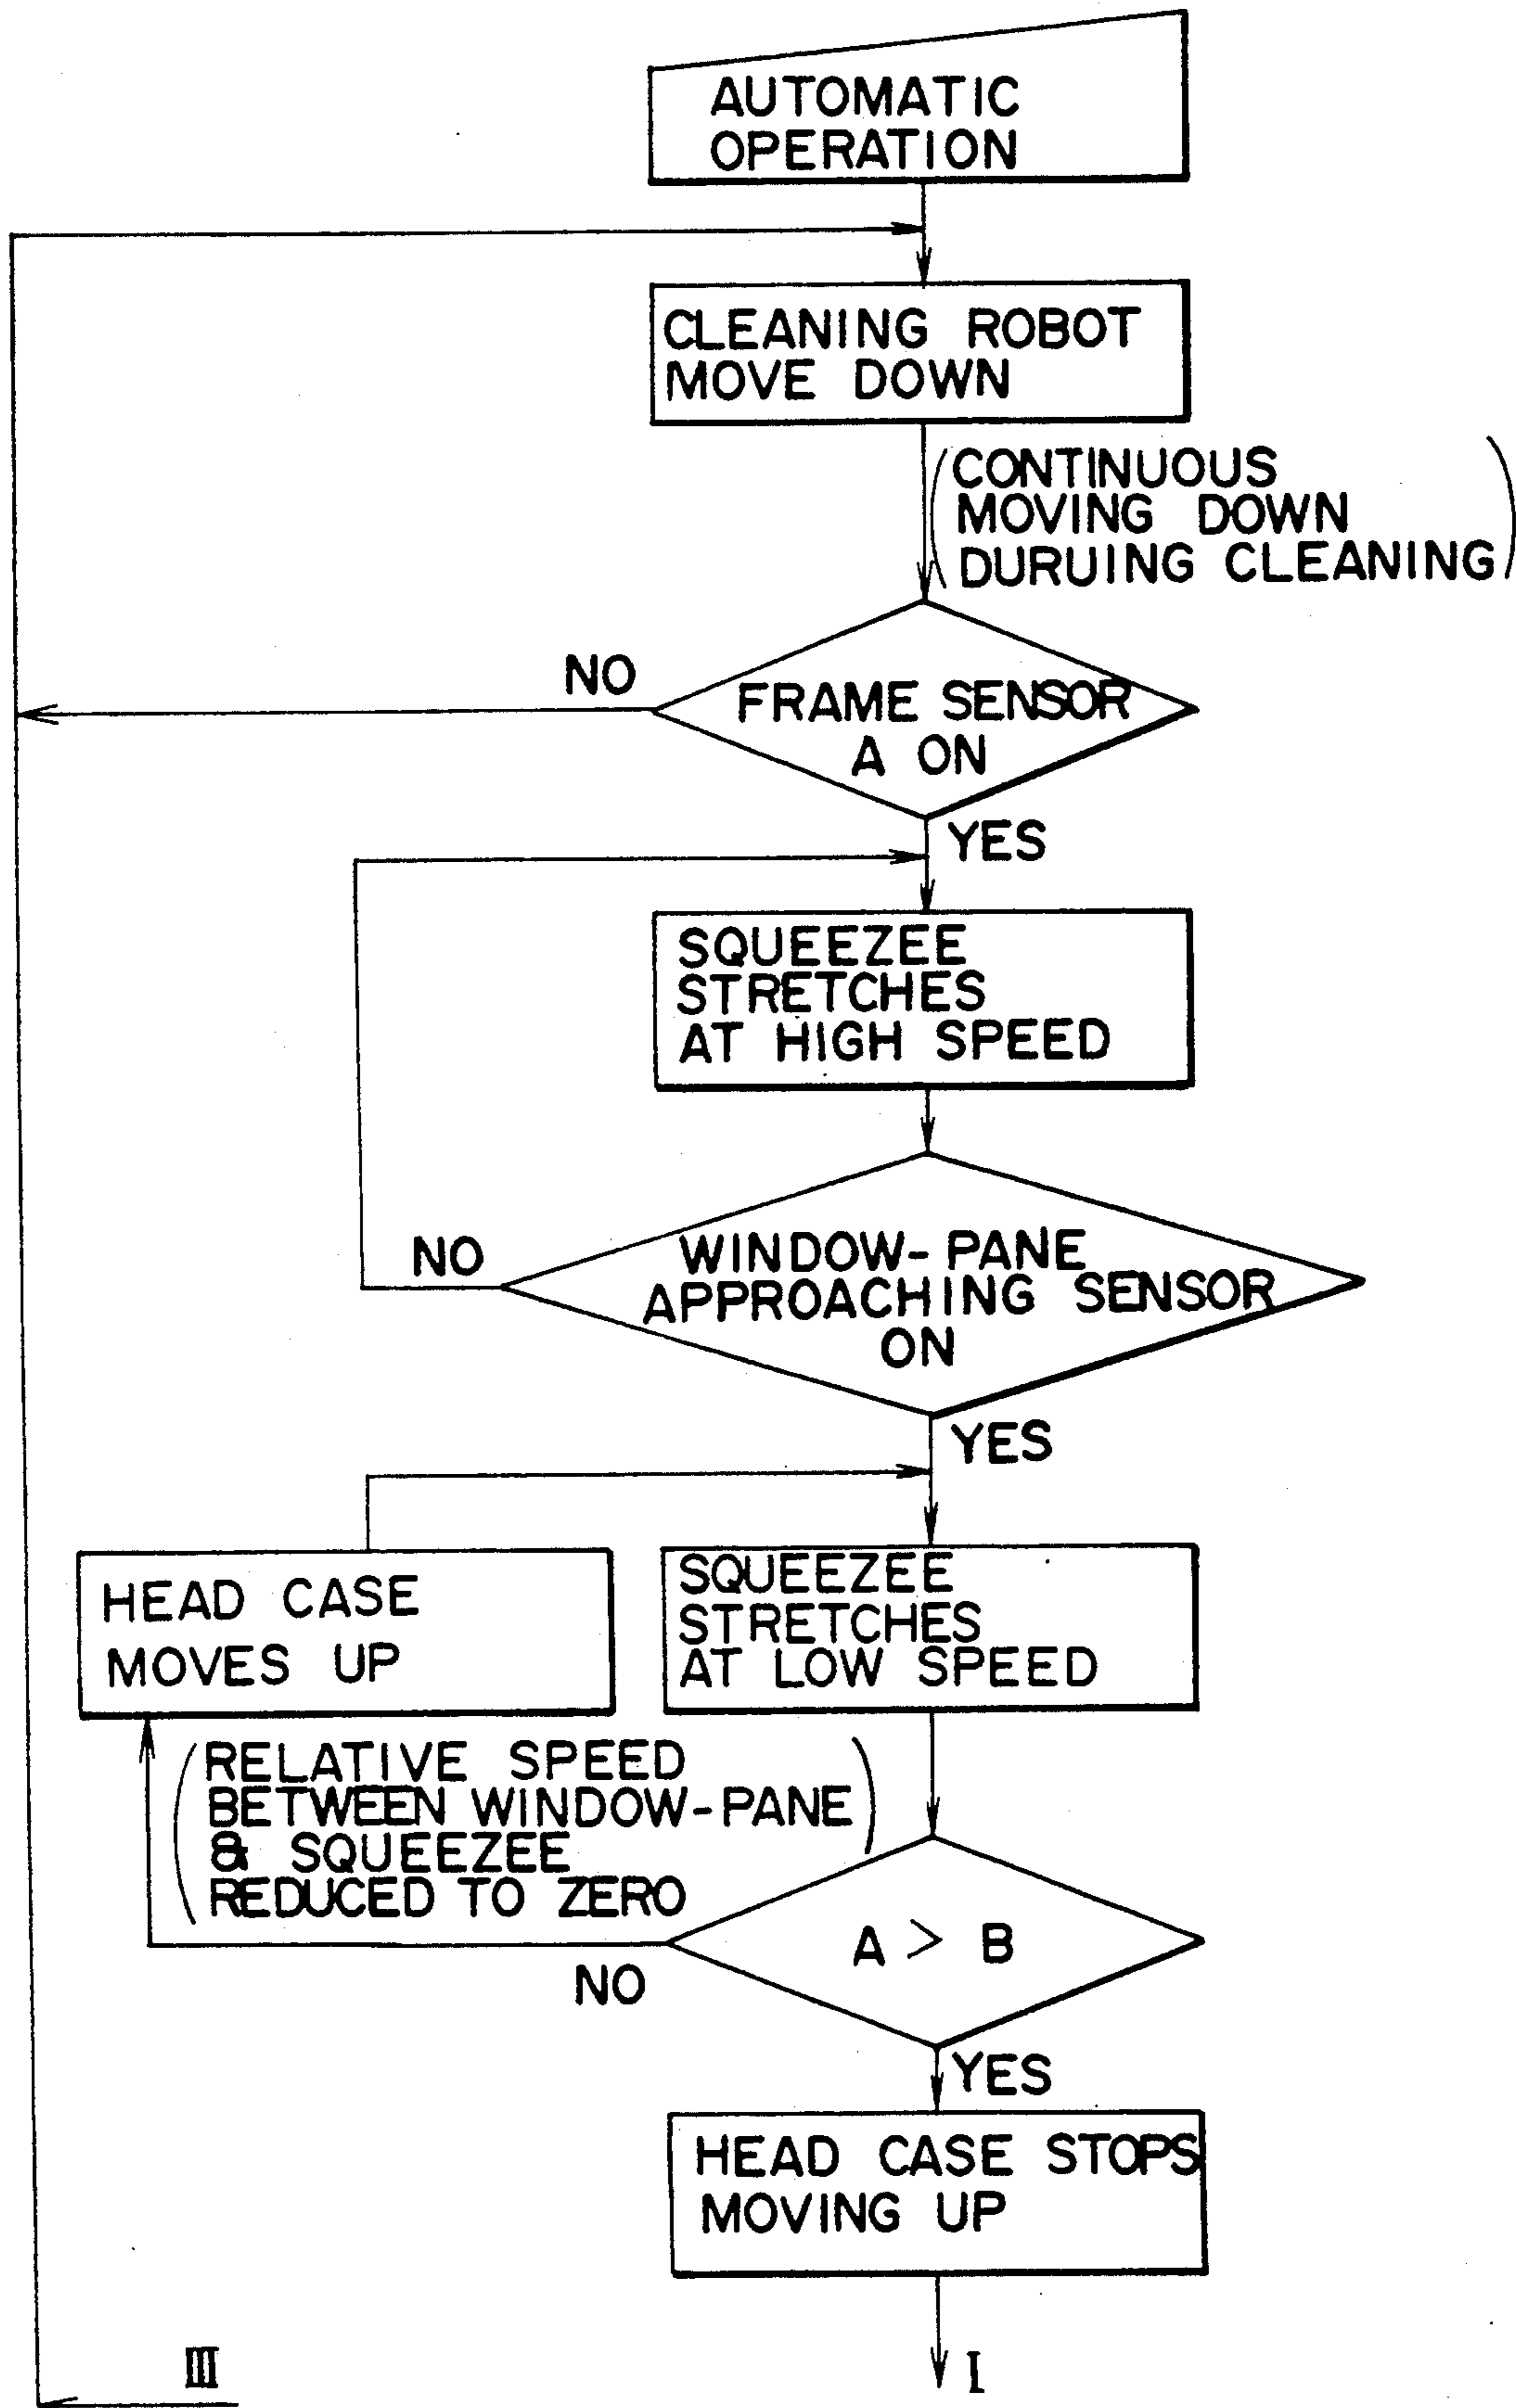 AUTOMATIC
OPERATION
CLEANING ROBOT
MOVE DOWN
(CONTINUOUS
MOVING DOWN
DURUING CLEANING)
NO
FRAME SENSOR
A ON
YES
SQUEEZEE
STRETCHES
AT HIGH SPEED
NO
WINDOW-PANE
APPROACHING SENSOR
ON
YES
HEAD CASE
MOVES UP
SQUEEZEE
STRETCHES
AT LOW SPEED
(RELATIVE SPEED
BETWEEN WINDOW-PANE
& SQUEEZEE
REDUCED TO ZERO)
A > B
NO
YES
HEAD CASE STOPS
MOVING UP
III
I